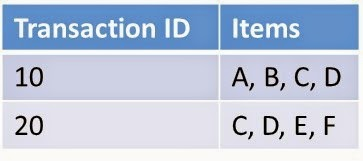 Transaction ID Items
10 A, B, C, D
20 C, D, E, F